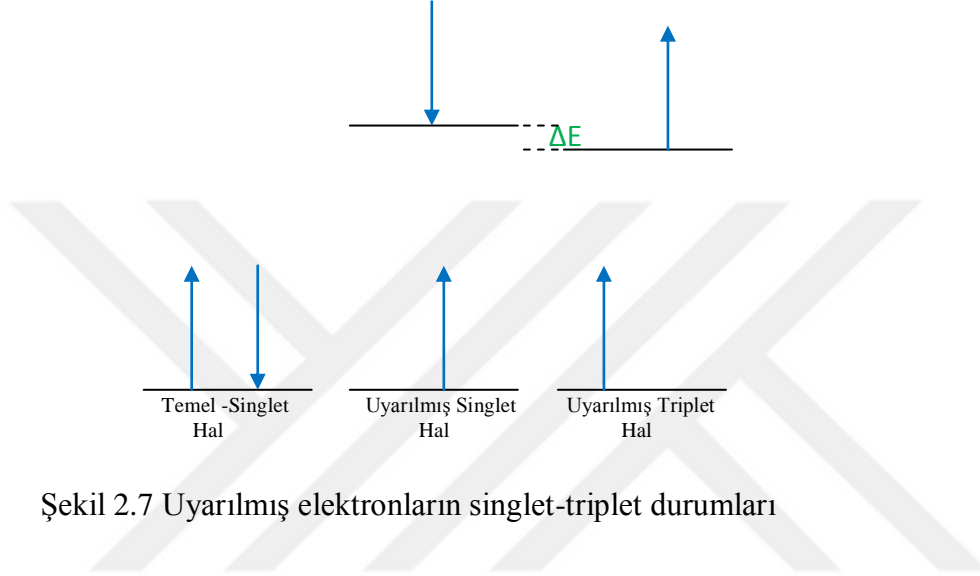 ΔE
Temel -Singlet Hal
Uyarılmış Singlet Hal
Uyarılmış Triplet Hal
Şekil 2.7 Uyarılmış elektronların singlet-triplet durumları